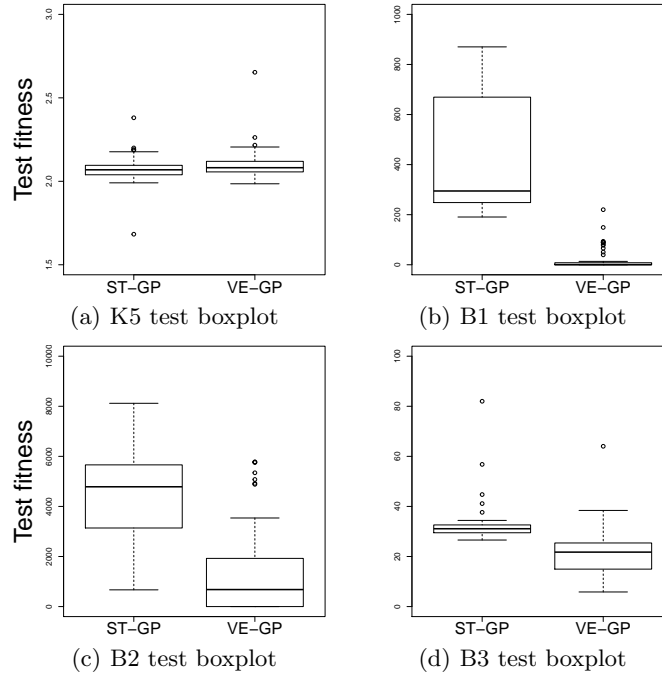 Test fitness
3.0
2.5
2.0
1.5
ST−GP VE−GP
(a) K5 test boxplot
1000
800
600
400
200
0
ST−GP VE−GP
(b) B1 test boxplot
Test fitness
10000
8000
6000
4000
2000
0
ST−GP VE−GP
(c) B2 test boxplot
100
80
60
40
20
0
ST−GP VE−GP
(d) B3 test boxplot